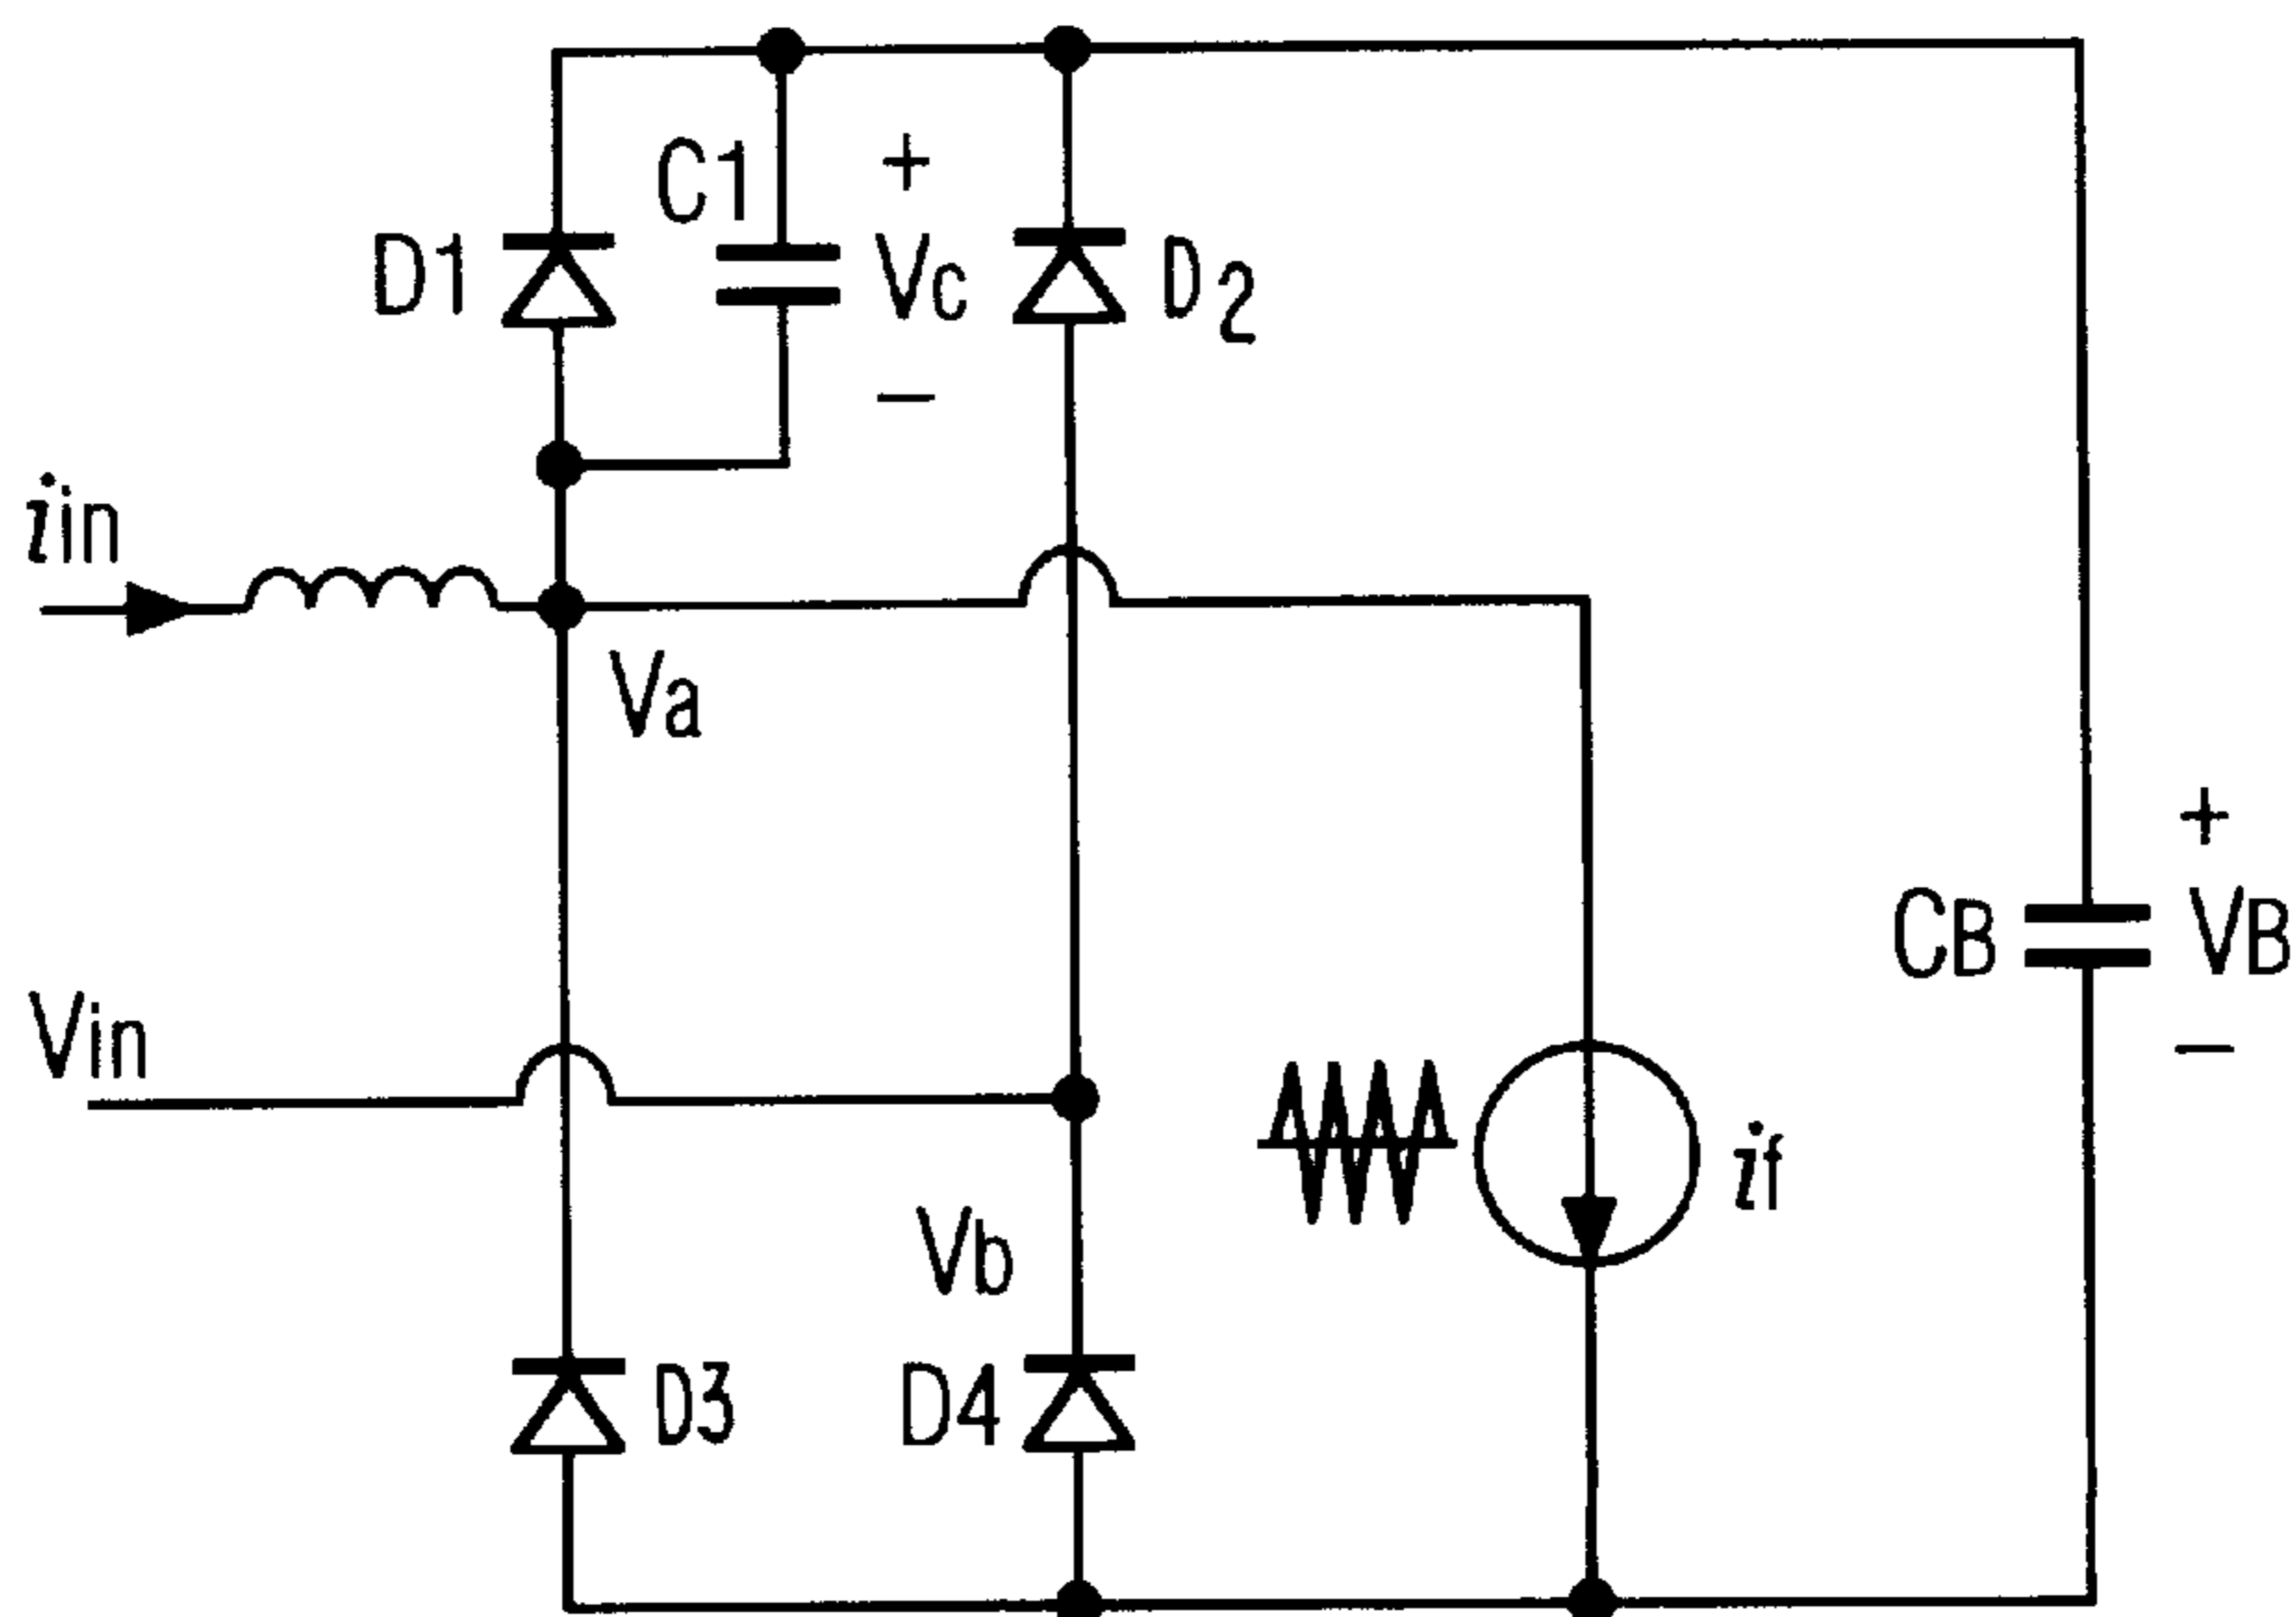 C1
+
D1
Vc
D2
−
iin
Va
+
CB
VB
−
Vin
if
Vb
D3
D4